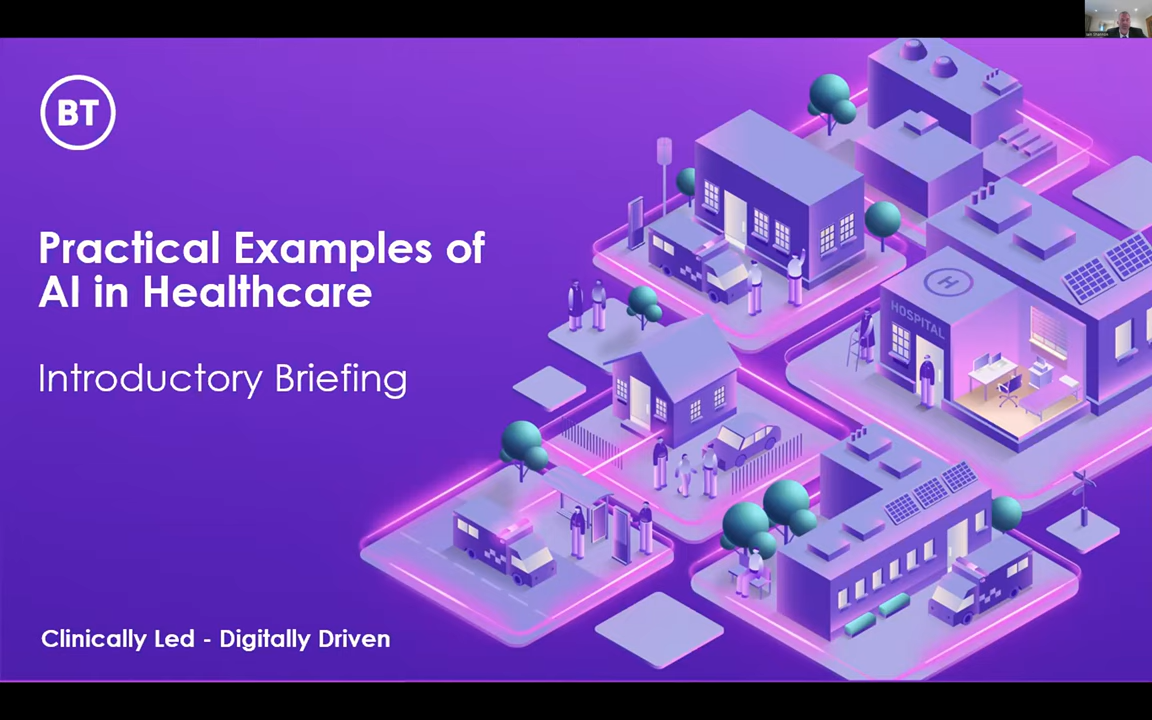 BT
Practical Examples of
AI in Healthcare
Introductory Briefing
Clinically Led - Digitally Driven
H
HOSPITAL